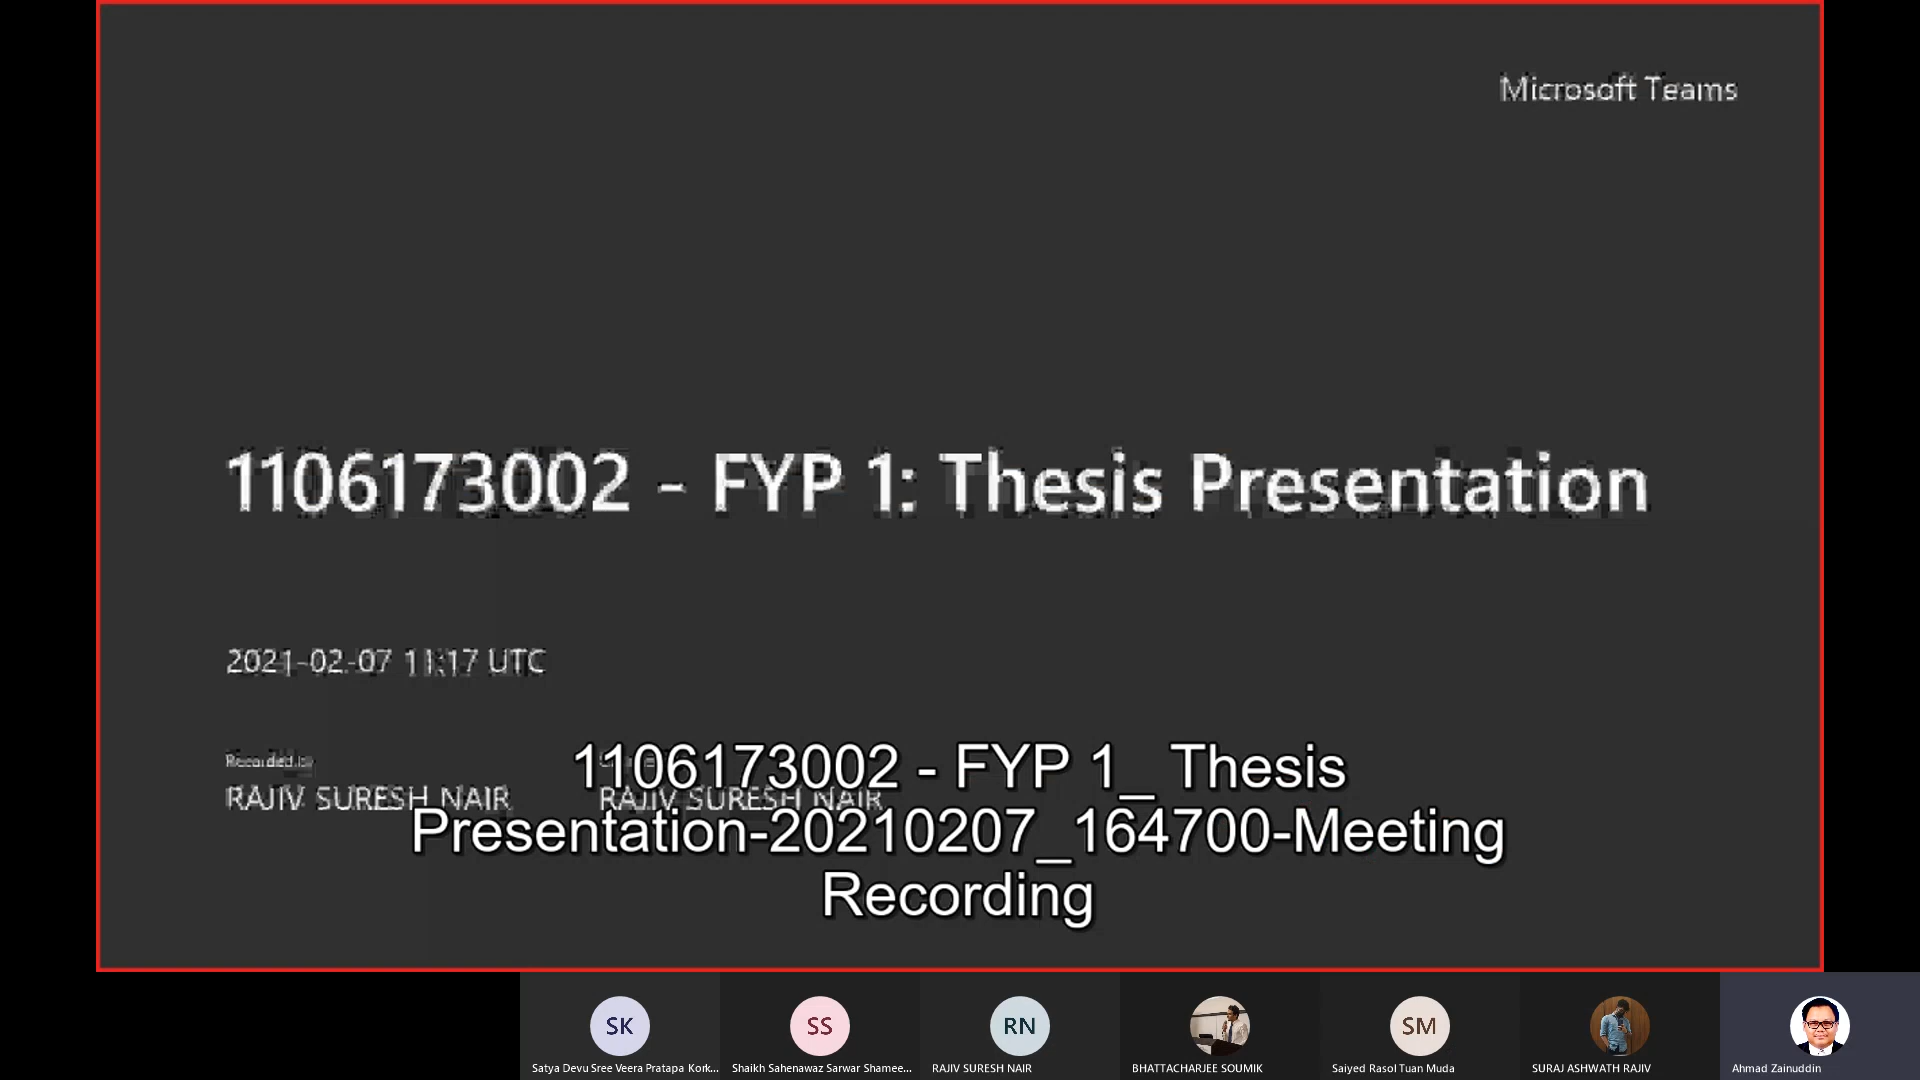 Microsoft Teams
1106173002 - FYP 1: Thesis Presentation
2021-02-07 11:17 UTC
Recorded by
RAJIV SURESH NAIR
RAJIV SURESH NAIR
1106173002 - FYP 1_ Thesis
Presentation-20210207_164700-Meeting
Recording
SK
SS
RN
SM
Satya Devu Sree Veera Pratapa Kork...
Shaikh Sahenawaz Sarwar Shamee...
RAJIV SURESH NAIR
BHATTACHARJEE SOUMIK
Saiyed Rasol Tuan Muda
SURAJ ASHWATH RAJIV
Ahmad Zainuddin